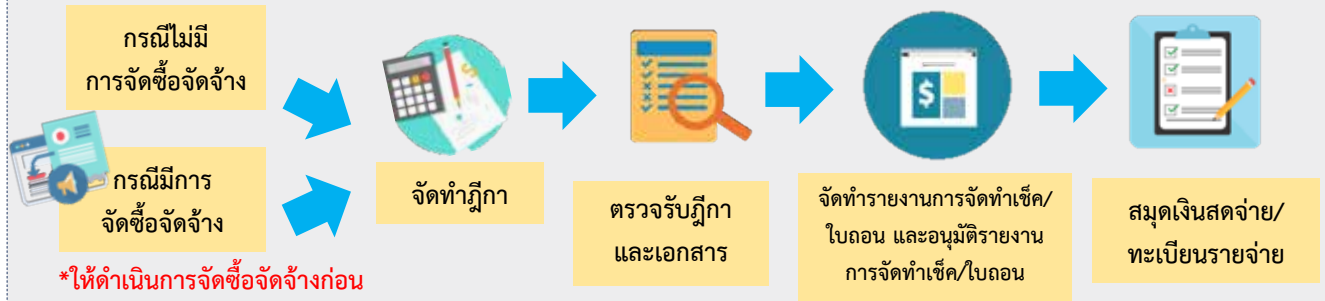 กรณีไม่มี
การจัดซื้อจัดจ้าง
กรณีมีการ
จัดซื้อจัดจ้าง
*ให้ดำเนินการจัดซื้อจัดจ้างก่อน
จัดทำฎีกา
ตรวจรับฎีกา
และเอกสาร
จัดทำรายงานการจัดทำเช็ค/
ใบถอน และอนุมัติรายงาน
การจัดทำเช็ค/ใบถอน
สมุดเงินสดจ่าย/
ทะเบียนรายจ่าย